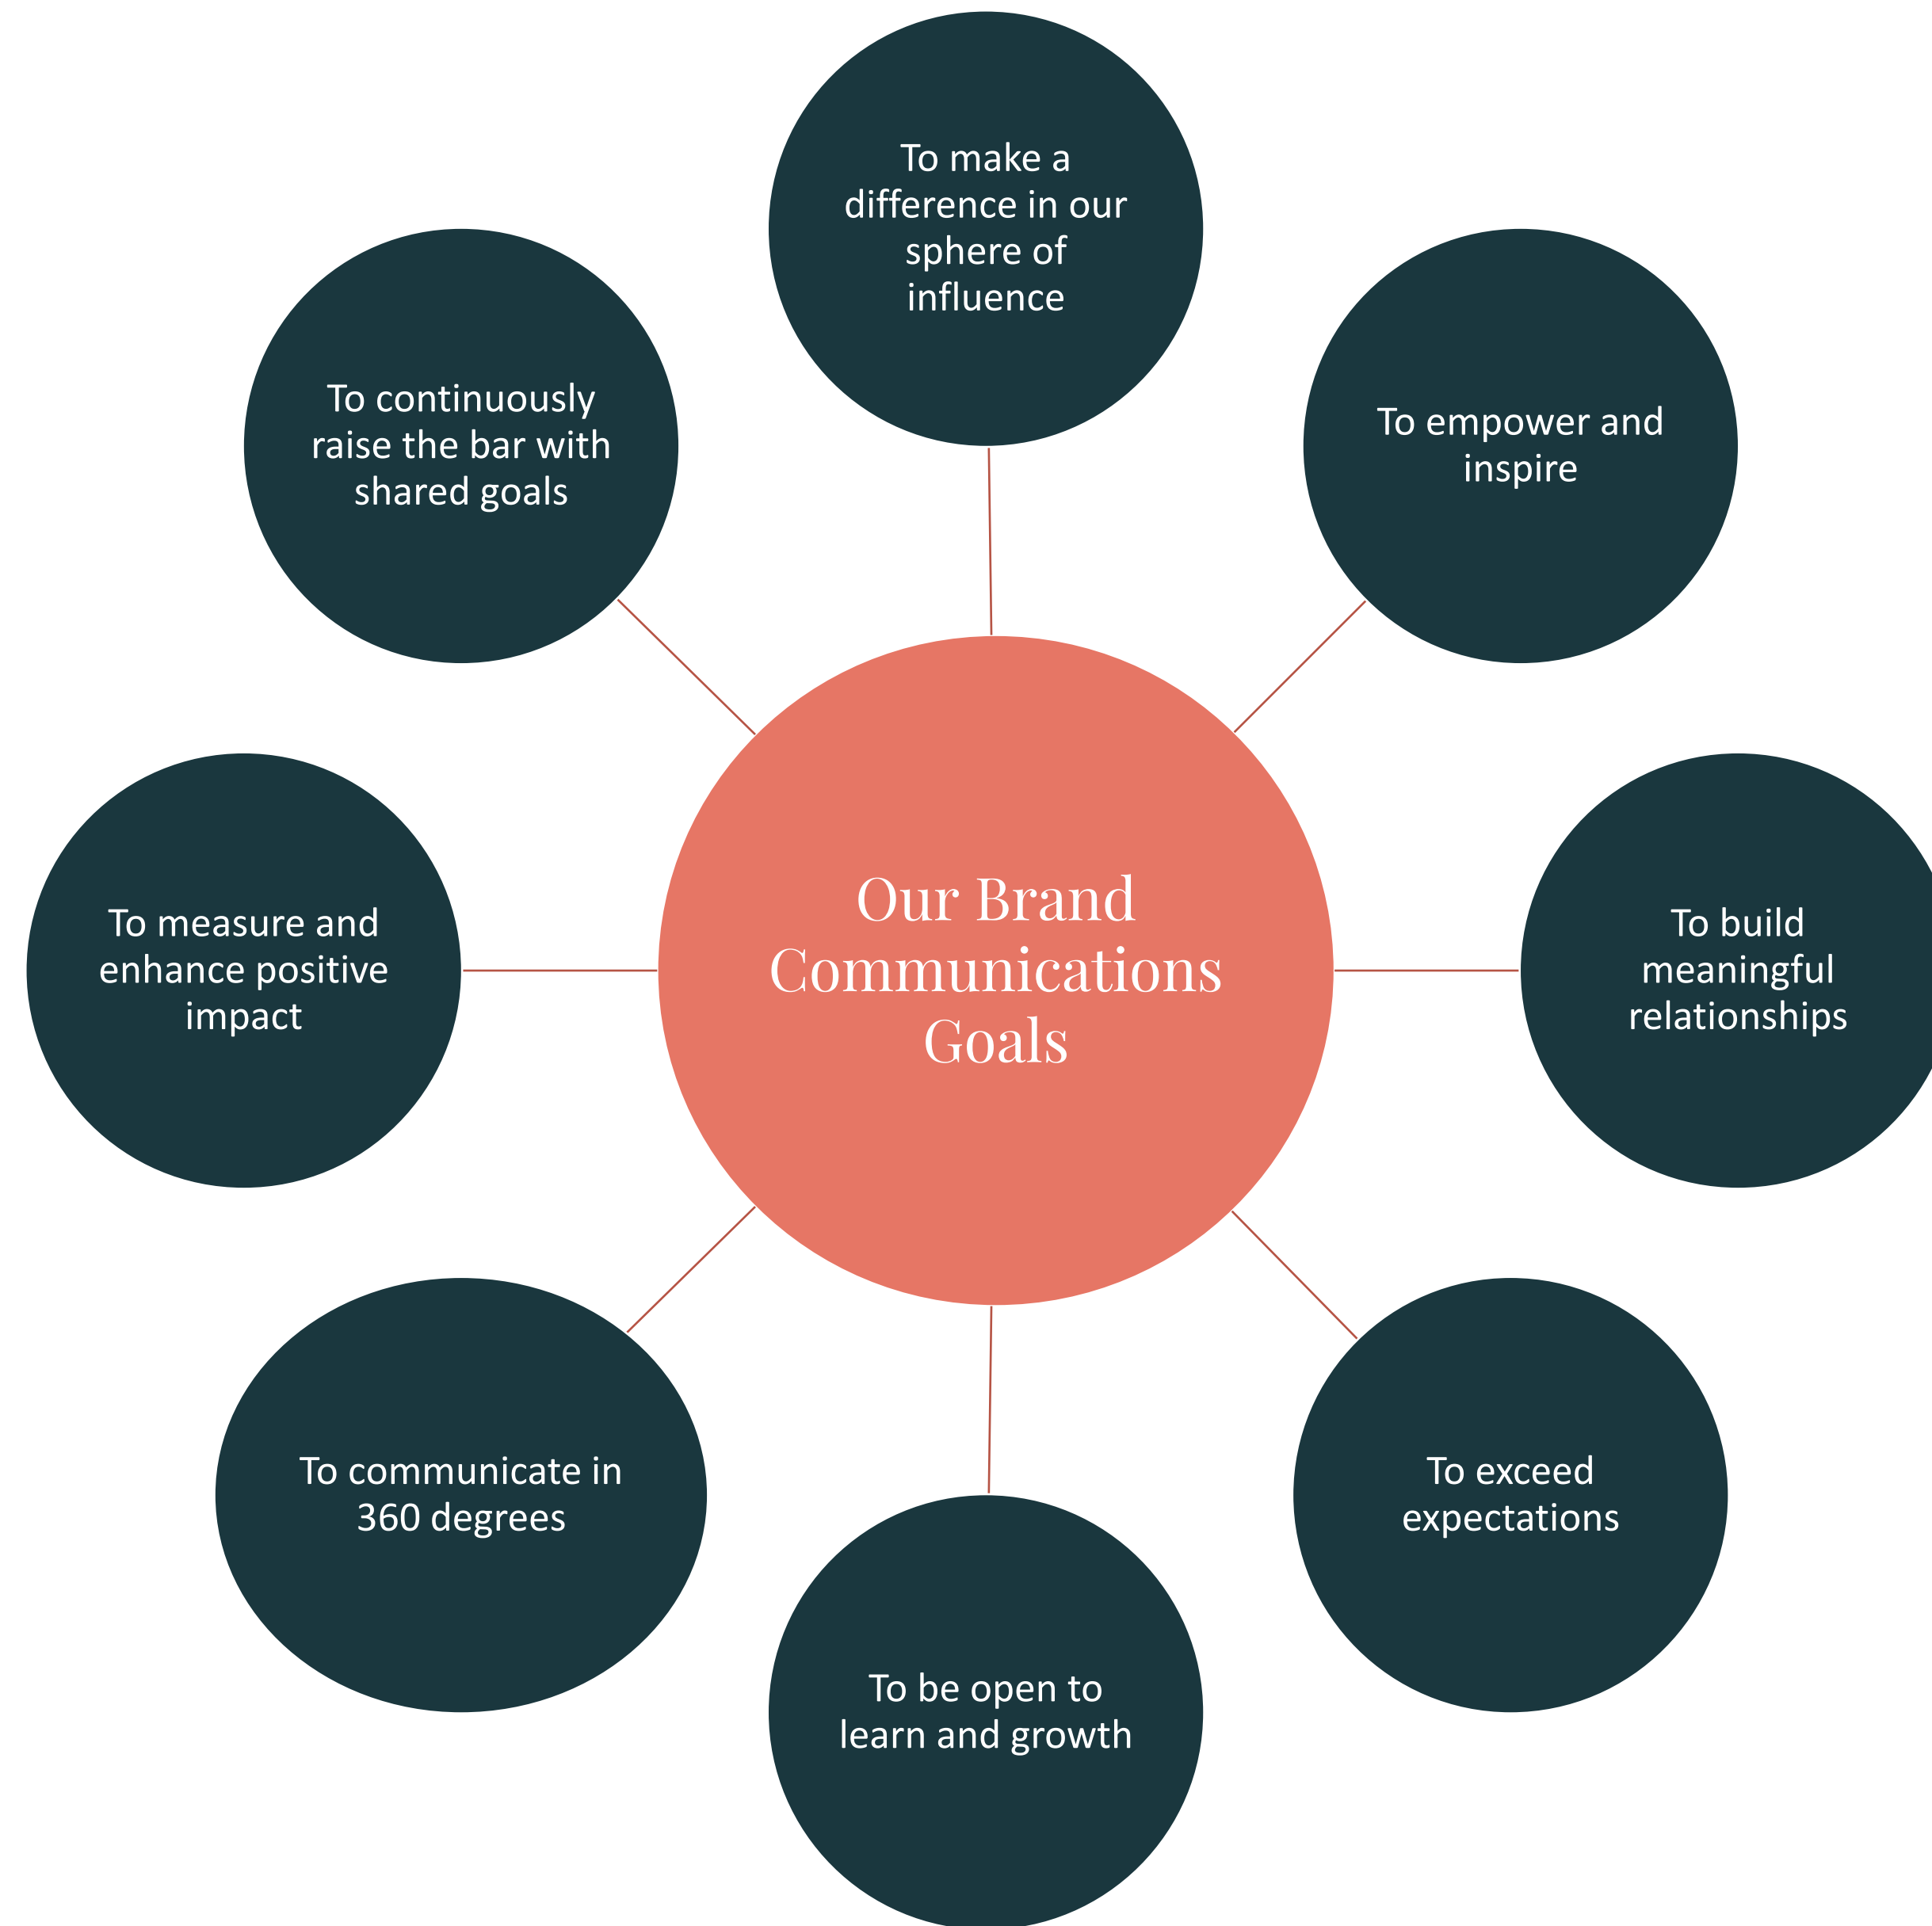 To make a
difference in our
sphere of
influence
To continuously
raise the bar with
shared goals
To empower and
inspire
Our Brand
Communications
Goals
To measure and
enhance positive
impact
To build
meaningful
relationships
To communicate in
360 degrees
To exceed
expectations
To be open to
learn and growth